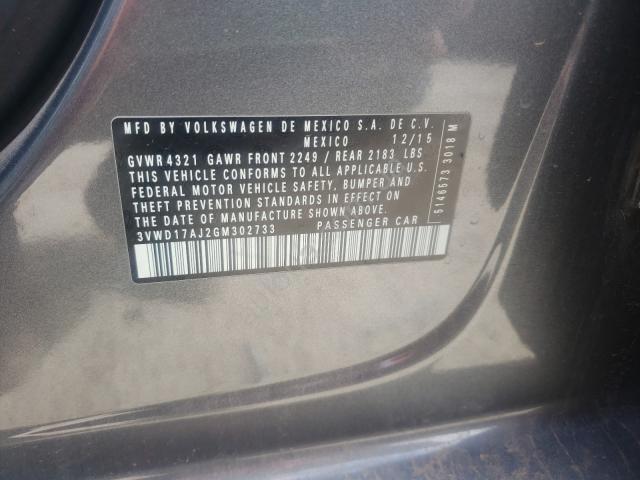 MFD BY VOLKSWAGEN DE MEXICO S.A. DE C.V.
MEXICO 12/15
GVWR 4321 GAWR FRONT 2249 / REAR 2183 LBS
THIS VEHICLE CONFORMS TO ALL APPLICABLE U.S.
FEDERAL MOTOR VEHICLE SAFETY, BUMPER AND
THEFT PREVENTION STANDARDS IN EFFECT ON
THE DATE OF MANUFACTURE SHOWN ABOVE.
3VWD17AJ2GM302733 PASSENGER CAR
5146573 3018 M